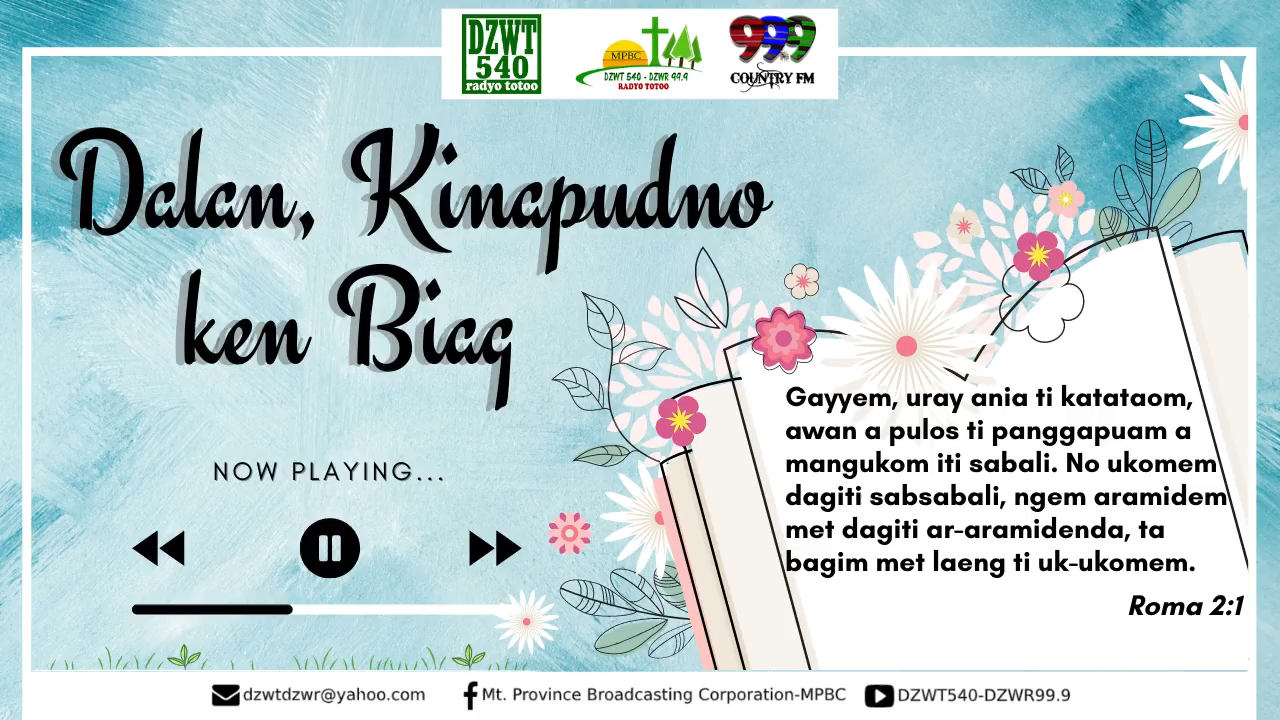 DZWT
540
radyo totoo
MPBC
DZWT 540 - DZWR 99.9
RADYO TOTOO
99.9
FM
COUNTRY FM
Dalan, Kinapudno
ken Biag
NOW PLAYING...
Gayyem, uray ania ti katataom,
awan a pulos ti panggapuam a
mangukom iti sabali. No ukomem
dagiti sabsabali, ngem aramidem
met dagiti ar-aramidenda, ta
bagim met laeng ti uk-ukomem.
Roma 2:1
dzwtdzwr@yahoo.com
Mt. Province Broadcasting Corporation-MPBC
DZWT540-DZWR99.9